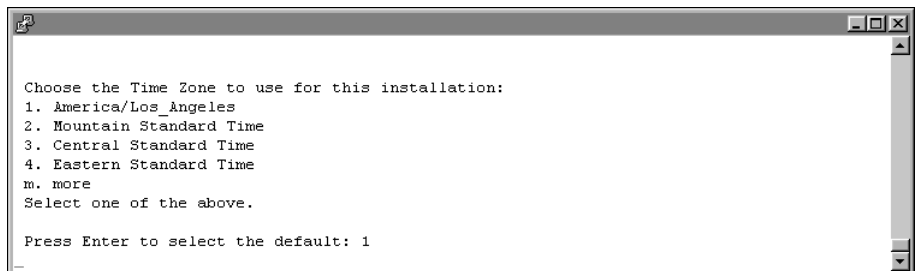 Choose the Time Zone to use for this installation:
1. America/Los_Angeles
2. Mountain Standard Time
3. Central Standard Time
4. Eastern Standard Time
m. more
Select one of the above.
Press Enter to select the default: 1
_